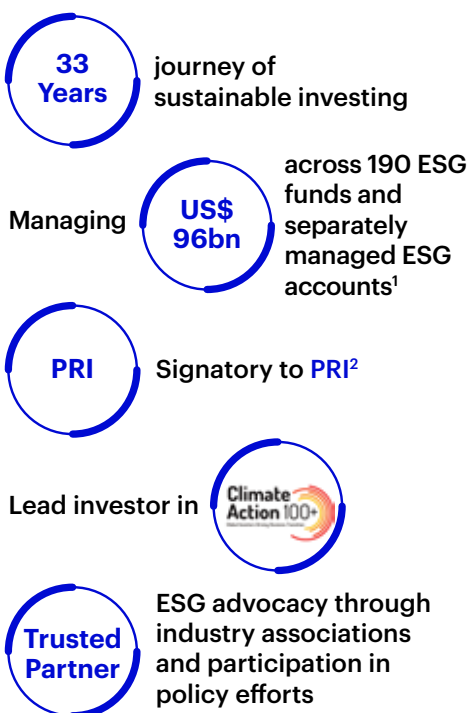 33
Years
journey of
sustainable investing
Managing
US$
96bn
across 190 ESG
funds and
separately
managed ESG
accounts¹
PRI
Signatory to PRI²
Lead investor in
Climate
Action 100+
Trusted
Partner
ESG advocacy through
industry associations
and participation in
policy efforts